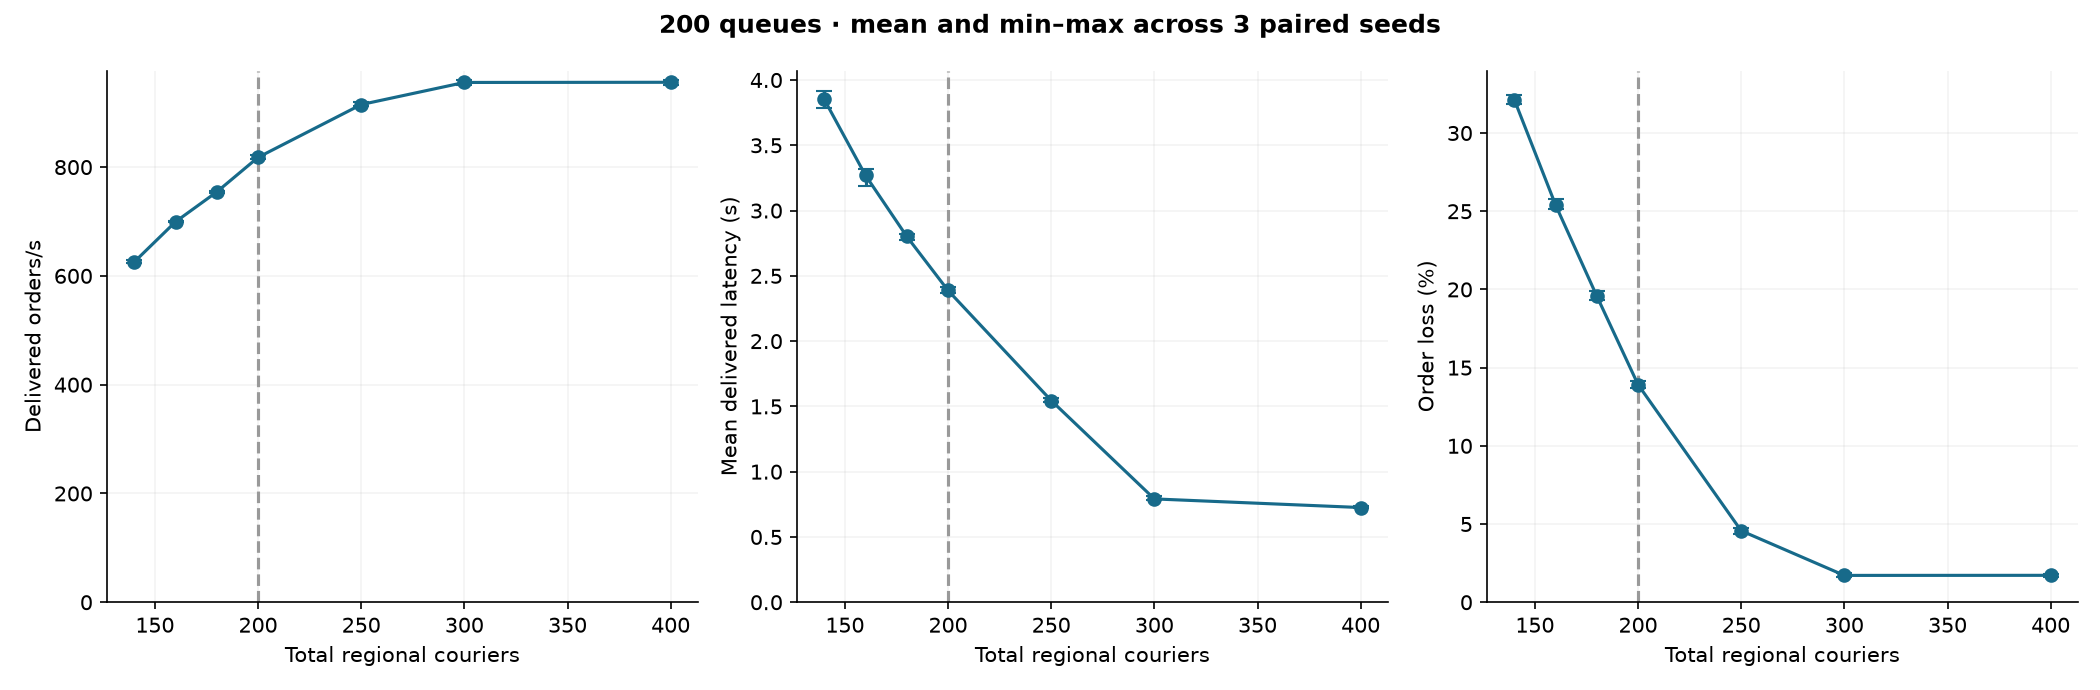 200 queues · mean and min–max across 3 paired seeds
Delivered orders/s
800
600
400
200
0
150 200 250 300 350 400
Total regional couriers
Mean delivered latency (s)
4.0
3.5
3.0
2.5
2.0
1.5
1.0
0.5
0.0
150 200 250 300 350 400
Total regional couriers
Order loss (%)
30
25
20
15
10
5
0
150 200 250 300 350 400
Total regional couriers